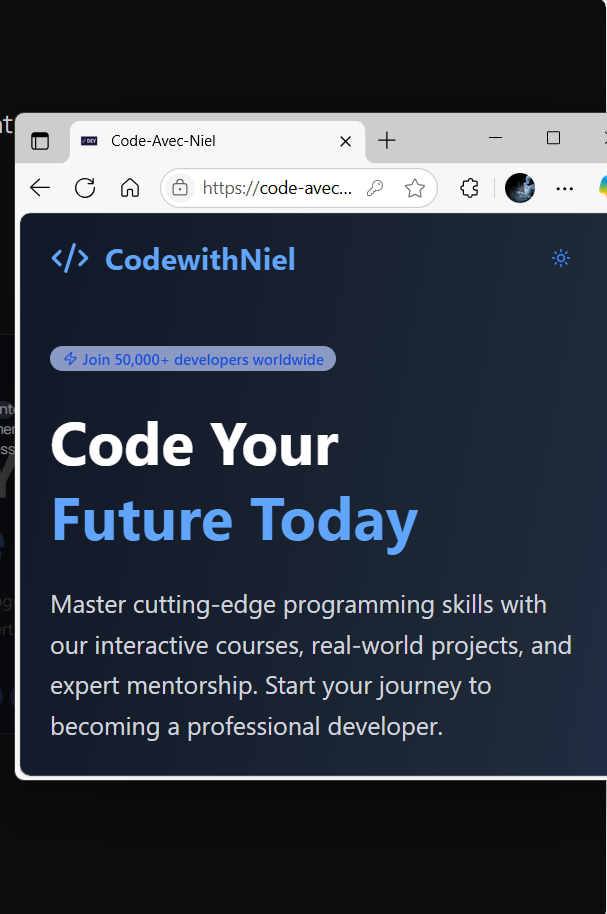 Code-Avec-Niel
https://code-avec...
</> CodewithNiel
Join 50,000+ developers worldwide
Code Your
Future Today
Master cutting-edge programming skills with
our interactive courses, real-world projects, and
expert mentorship. Start your journey to
becoming a professional developer.